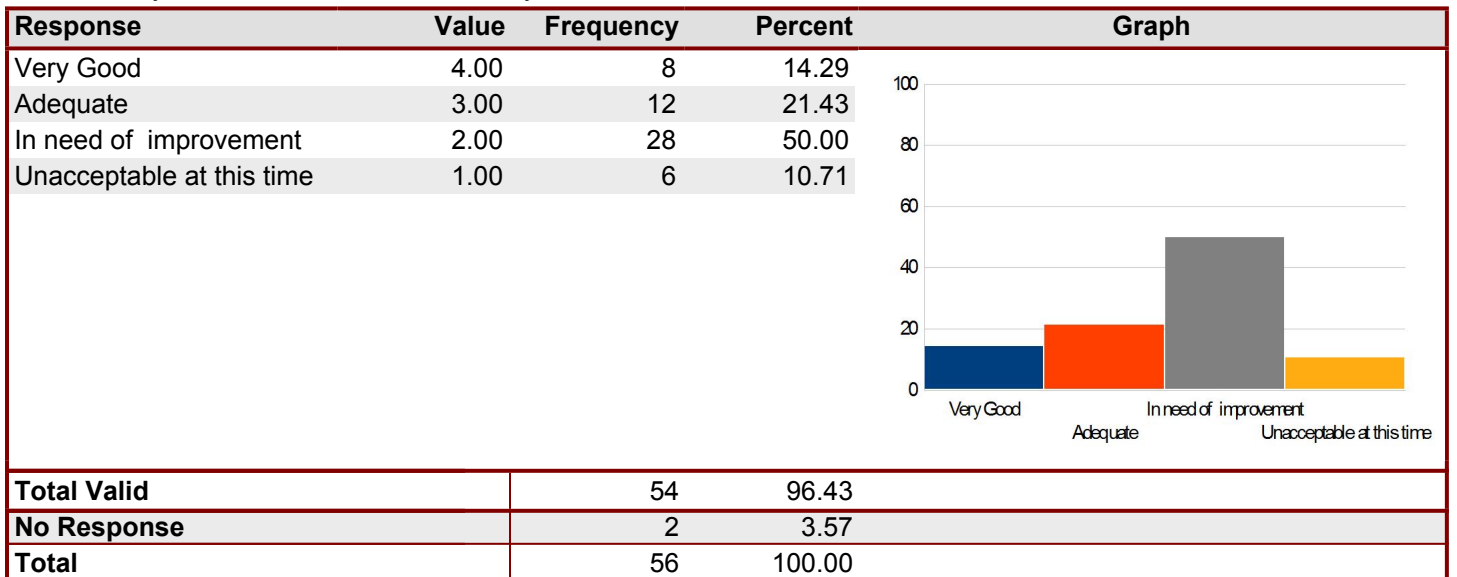 Response Value Frequency Percent Graph
Very Good 4.00 8 14.29
Adequate 3.00 12 21.43
In need of improvement 2.00 28 50.00
Unacceptable at this time 1.00 6 10.71
100
80
60
40
20
0
Very Good In need of improvement
Adequate Unacceptable at this time
Total Valid 54 96.43
No Response 2 3.57
Total 56 100.00